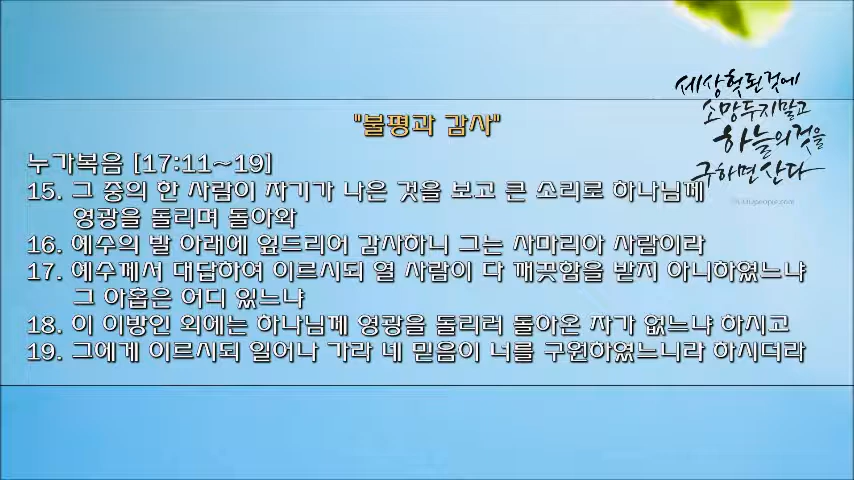 세상헛된것에
소망두지말고
하늘의것을
구하면산다
"불평과 감사"
누가복음 [17:11~19]
15. 그 중의 한 사람이 자기가 나은 것을 보고 큰 소리로 하나님께
영광을 돌리며 돌아와
16. 예수의 발 아래에 엎드리어 감사하니 그는 사마리아 사람이라
17. 예수께서 대답하여 이르시되 열 사람이 다 깨끗함을 받지 아니하였느냐
그 아홉은 어디 있느냐
18. 이 이방인 외에는 하나님께 영광을 돌리러 돌아온 자가 없느냐 하시고
19. 그에게 이르시되 일어나 가라 네 믿음이 너를 구원하였느니라 하시더라